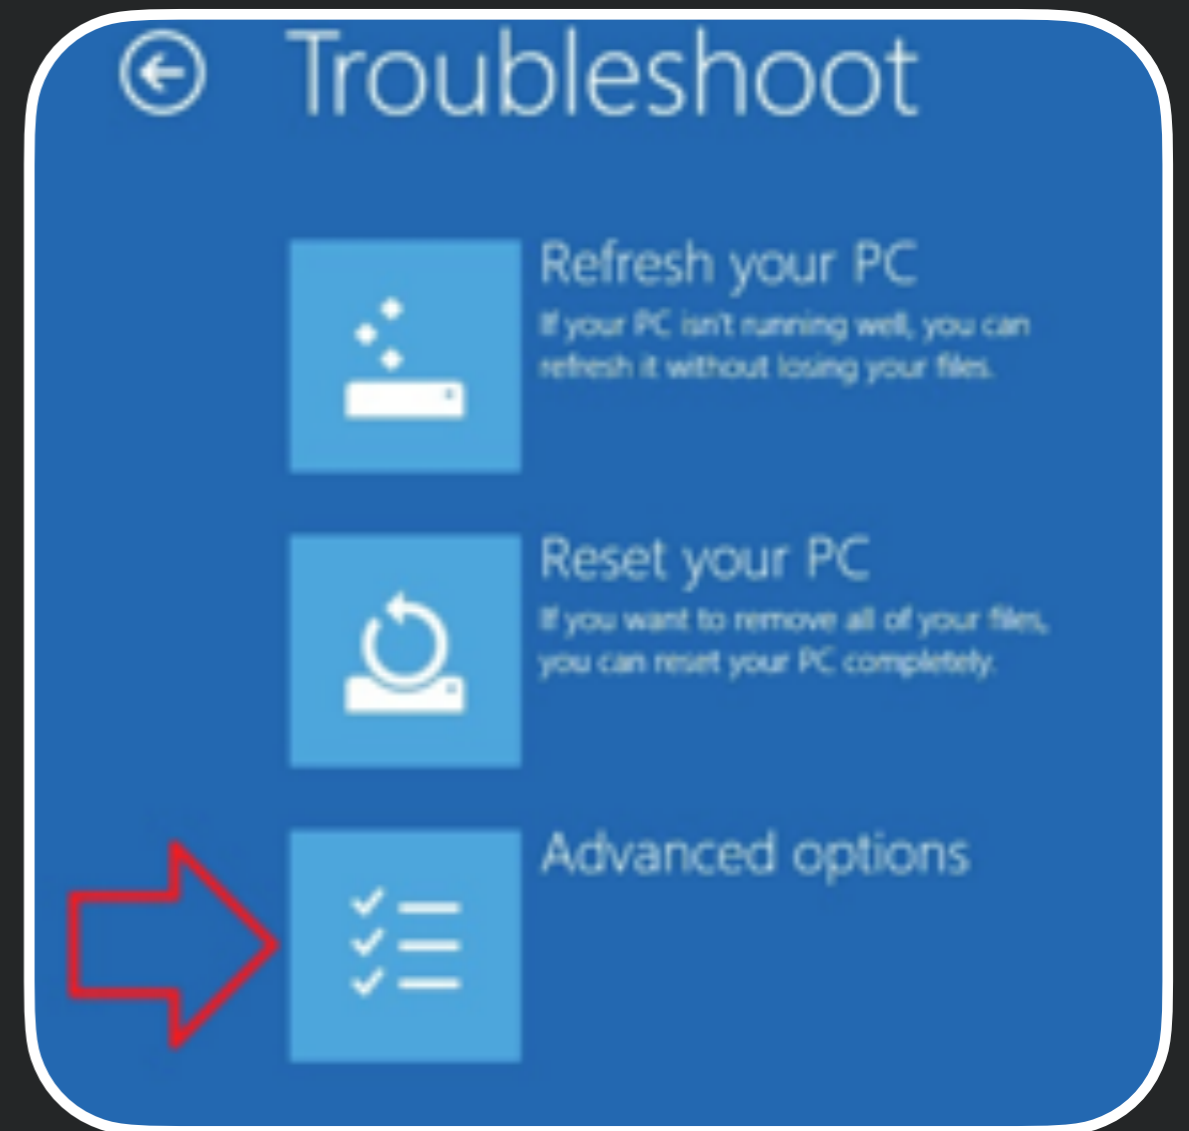 Troubleshoot
Refresh your PC
If your PC isn't running well, you can
refresh it without losing your files.
Reset your PC
If you want to remove all of your files,
you can reset your PC completely.
Advanced options